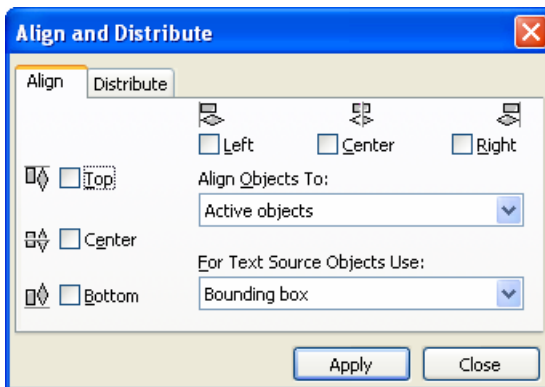 Align and Distribute
Align Distribute
Left Center Right
Top Align Objects To:
Active objects
Center
For Text Source Objects Use:
Bottom Bounding box
Apply Close